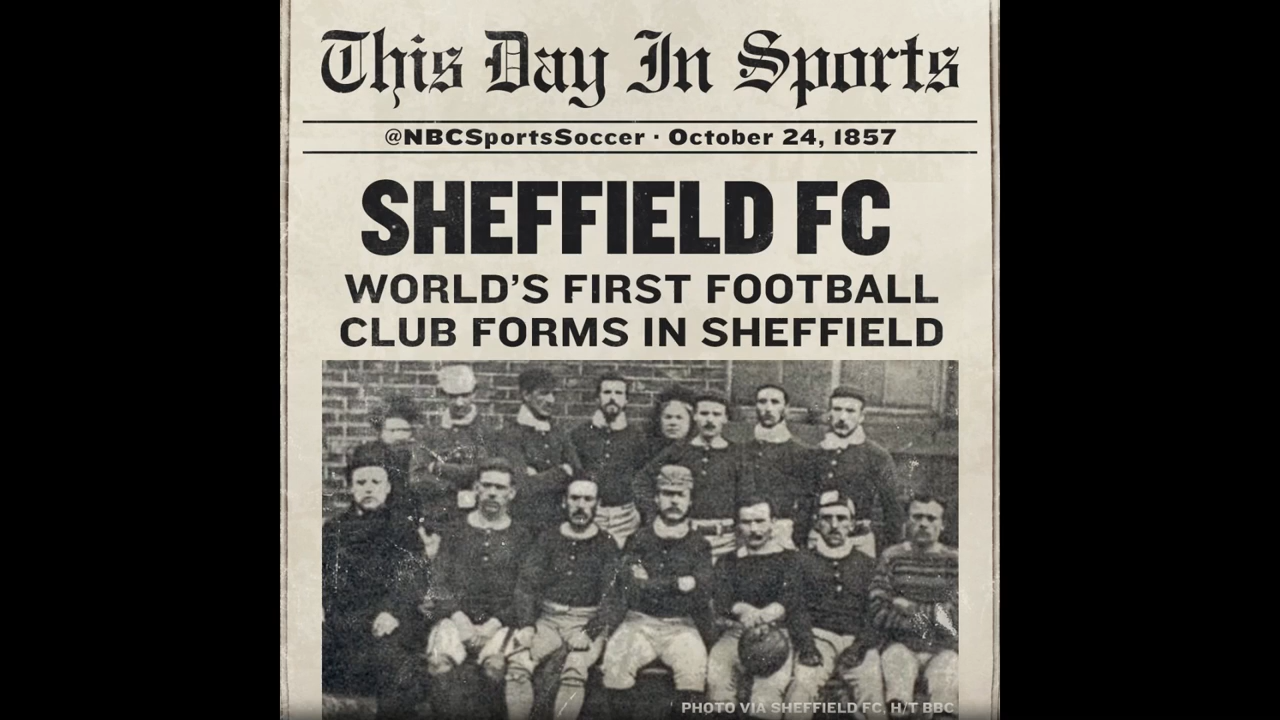 This Day In Sports
@NBCSportsSoccer · October 24, 1857
SHEFFIELD FC
WORLD'S FIRST FOOTBALL
CLUB FORMS IN SHEFFIELD
PHOTO VIA SHEFFIELD FC, H/T BBC